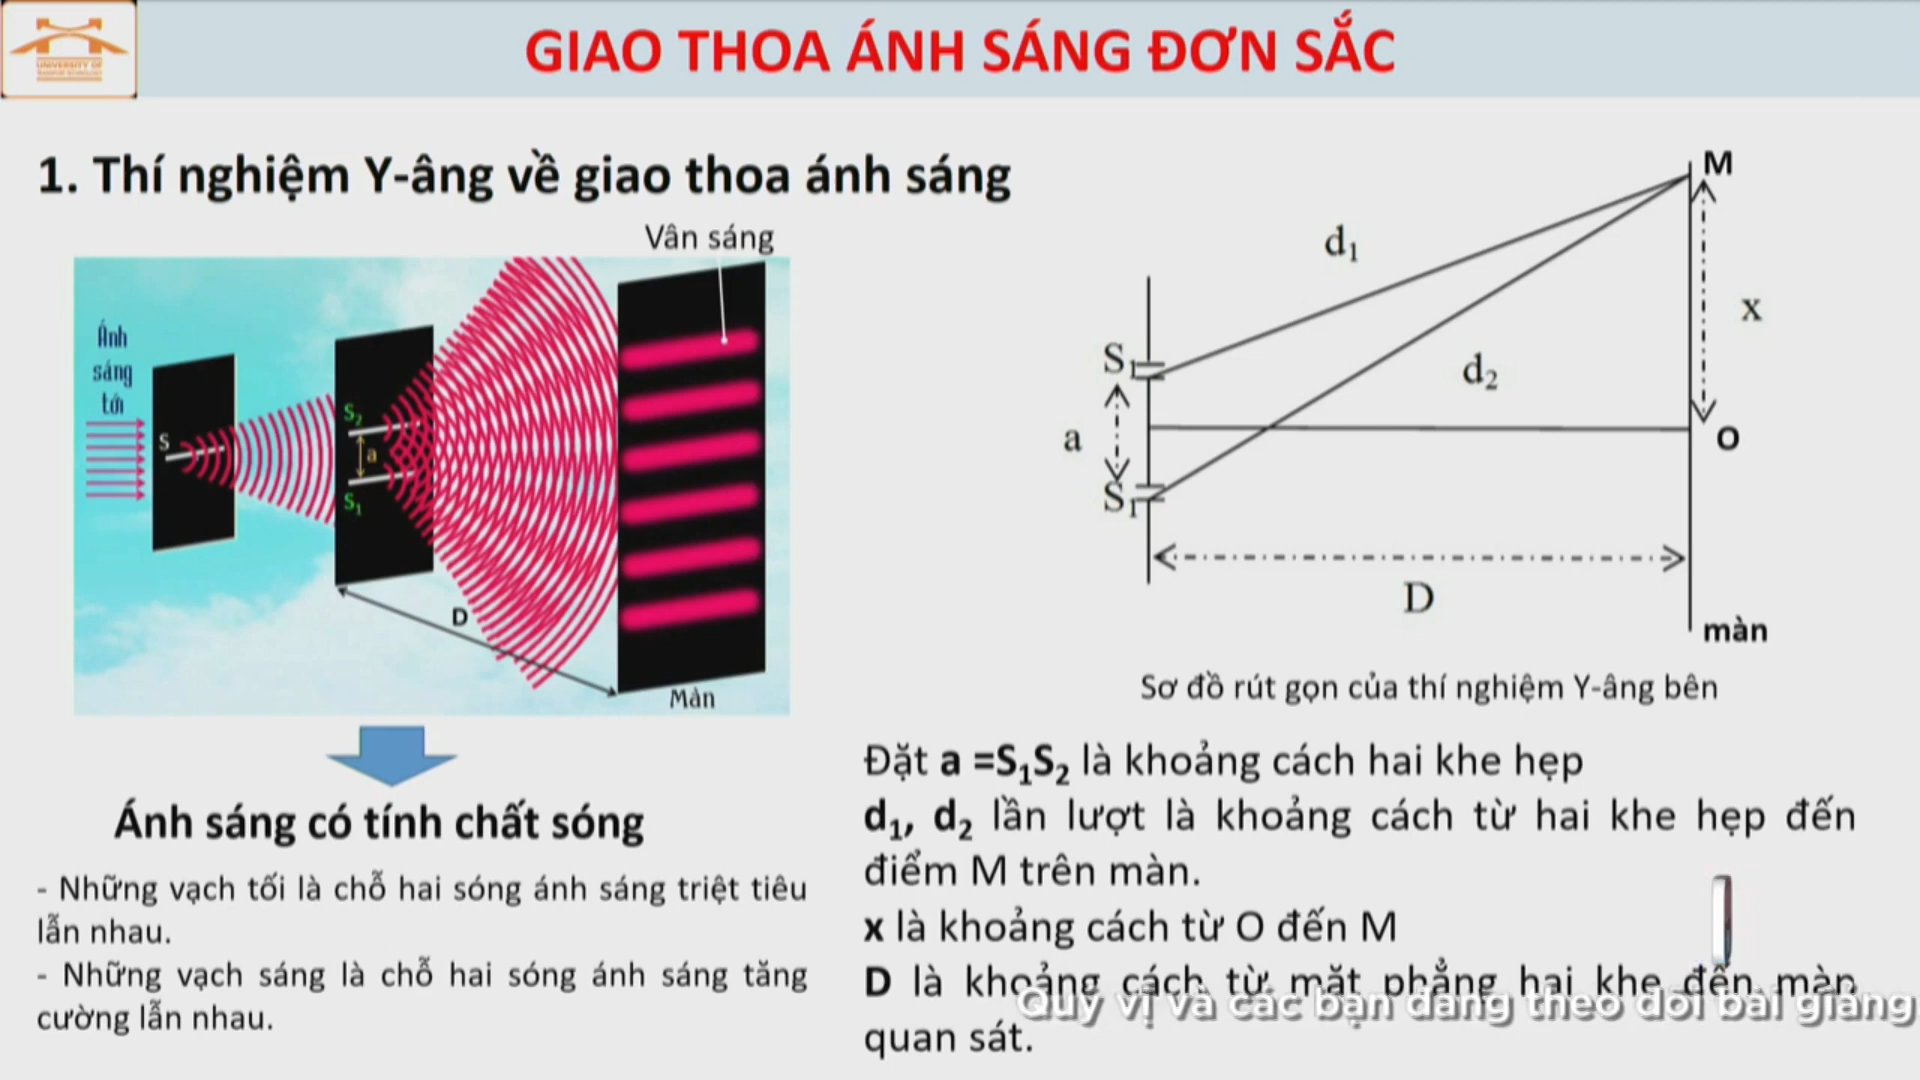 UNIVERSITY OF
GIAO THOA ÁNH SÁNG ĐƠN SẮC
1. Thí nghiệm Y-âng về giao thoa ánh sáng
Vân sáng
Ánh
sáng
tới
S
S₂
a
S₁
D
Màn
M
d₁
x
S₁
d₂
a
O
S₁
D
màn
Sơ đồ rút gọn của thí nghiệm Y-âng bên
Ánh sáng có tính chất sóng
- Những vạch tối là chỗ hai sóng ánh sáng triệt tiêu
lẫn nhau.
- Những vạch sáng là chỗ hai sóng ánh sáng tăng
cường lẫn nhau.
Đặt a =S₁S₂ là khoảng cách hai khe hẹp
d₁, d₂ lần lượt là khoảng cách từ hai khe hẹp đến
điểm M trên màn.
x là khoảng cách từ O đến M
D là khoảng cách từ mặt phẳng hai khe đến màn
quan sát.
Quý vị và các bạn đang theo dõi bài giảng